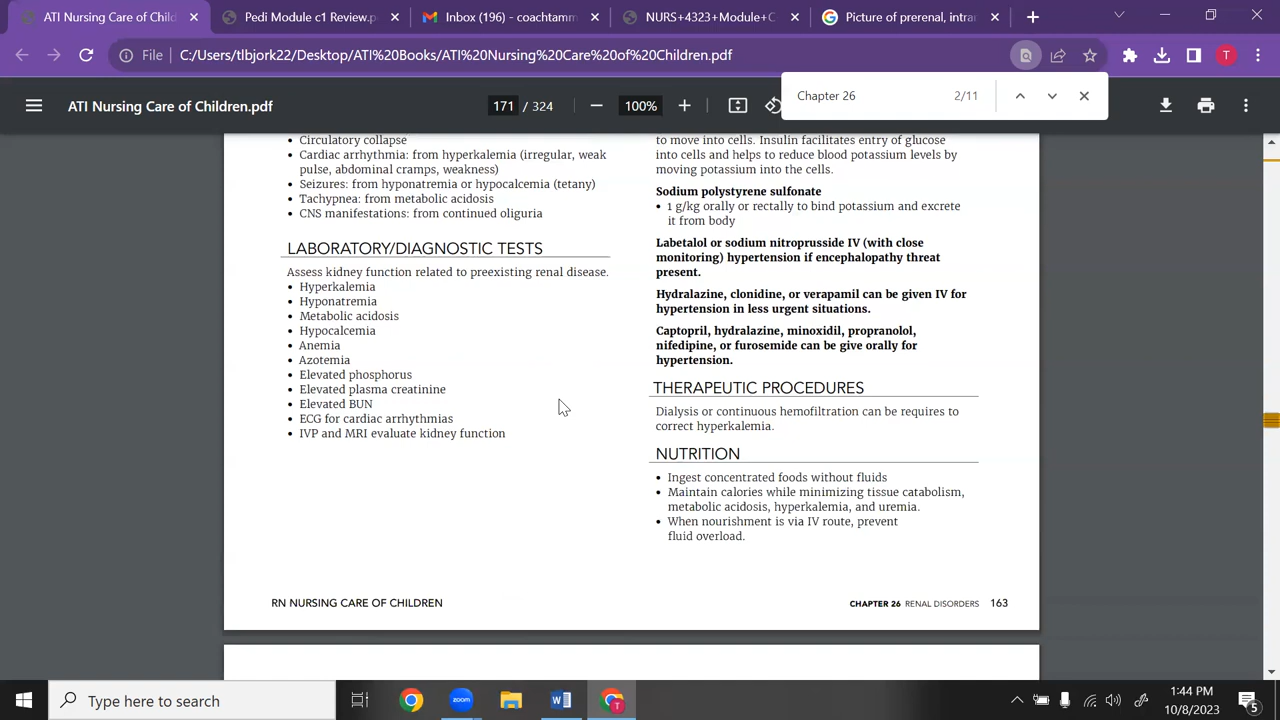 ATI Nursing Care of Child
Pedi Module c1 Review.p
Inbox (196) - coachtamm
NURS+4323+Module+C
Picture of prerenal, intrar
File
C:/Users/tlbjork22/Desktop/ATI%20Books/ATI%20Nursing%20Care%20of%20Children.pdf
T
Chapter 26
2/11
ATI Nursing Care of Children.pdf
171 / 324
100%
• Circulatory collapse
• Cardiac arrhythmia: from hyperkalemia (irregular, weak
pulse, abdominal cramps, weakness)
• Seizures: from hyponatremia or hypocalcemia (tetany)
• Tachypnea: from metabolic acidosis
• CNS manifestations: from continued oliguria
LABORATORY/DIAGNOSTIC TESTS
Assess kidney function related to preexisting renal disease.
• Hyperkalemia
• Hyponatremia
• Metabolic acidosis
• Hypocalcemia
• Anemia
• Azotemia
• Elevated phosphorus
• Elevated plasma creatinine
• Elevated BUN
• ECG for cardiac arrhythmias
• IVP and MRI evaluate kidney function
to move into cells. Insulin facilitates entry of glucose
into cells and helps to reduce blood potassium levels by
moving potassium into the cells.
Sodium polystyrene sulfonate
• 1 g/kg orally or rectally to bind potassium and excrete
it from body
Labetalol or sodium nitroprusside IV (with close
monitoring) hypertension if encephalopathy threat
present.
Hydralazine, clonidine, or verapamil can be given IV for
hypertension in less urgent situations.
Captopril, hydralazine, minoxidil, propranolol,
nifedipine, or furosemide can be give orally for
hypertension.
THERAPEUTIC PROCEDURES
Dialysis or continuous hemofiltration can be requires to
correct hyperkalemia.
NUTRITION
• Ingest concentrated foods without fluids
• Maintain calories while minimizing tissue catabolism,
metabolic acidosis, hyperkalemia, and uremia.
• When nourishment is via IV route, prevent
fluid overload.
RN NURSING CARE OF CHILDREN
CHAPTER 26 RENAL DISORDERS 163
Type here to search
zoom
T
1:44 PM
10/8/2023
5